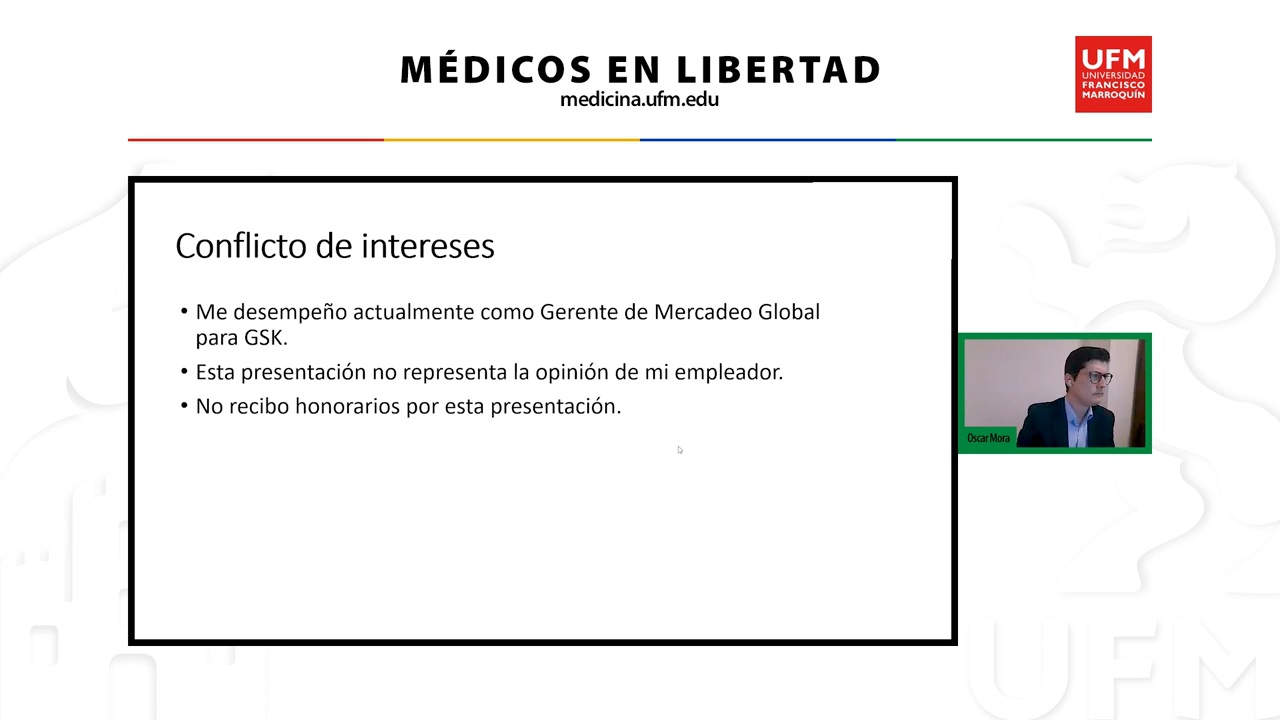 MÉDICOS EN LIBERTAD
medicina.ufm.edu
UFM
UNIVERSIDAD
FRANCISCO
MARROQUÍN
Conflicto de intereses
• Me desempeño actualmente como Gerente de Mercadeo Global
para GSK.
• Esta presentación no representa la opinión de mi empleador.
• No recibo honorarios por esta presentación.
Oscar Mora
UFM